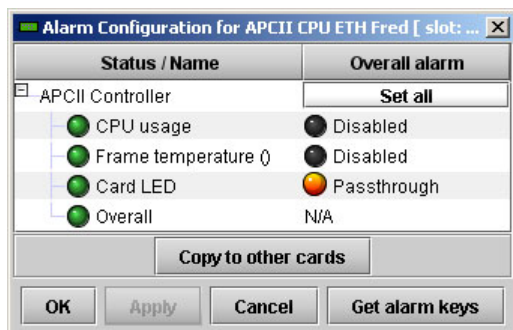 Alarm Configuration for APCII CPU ETH Fred [ slot: ...
Status / Name Overall alarm
APCII Controller Set all
CPU usage Disabled
Frame temperature () Disabled
Card LED Passthrough
Overall N/A
Copy to other cards
OK Apply Cancel Get alarm keys